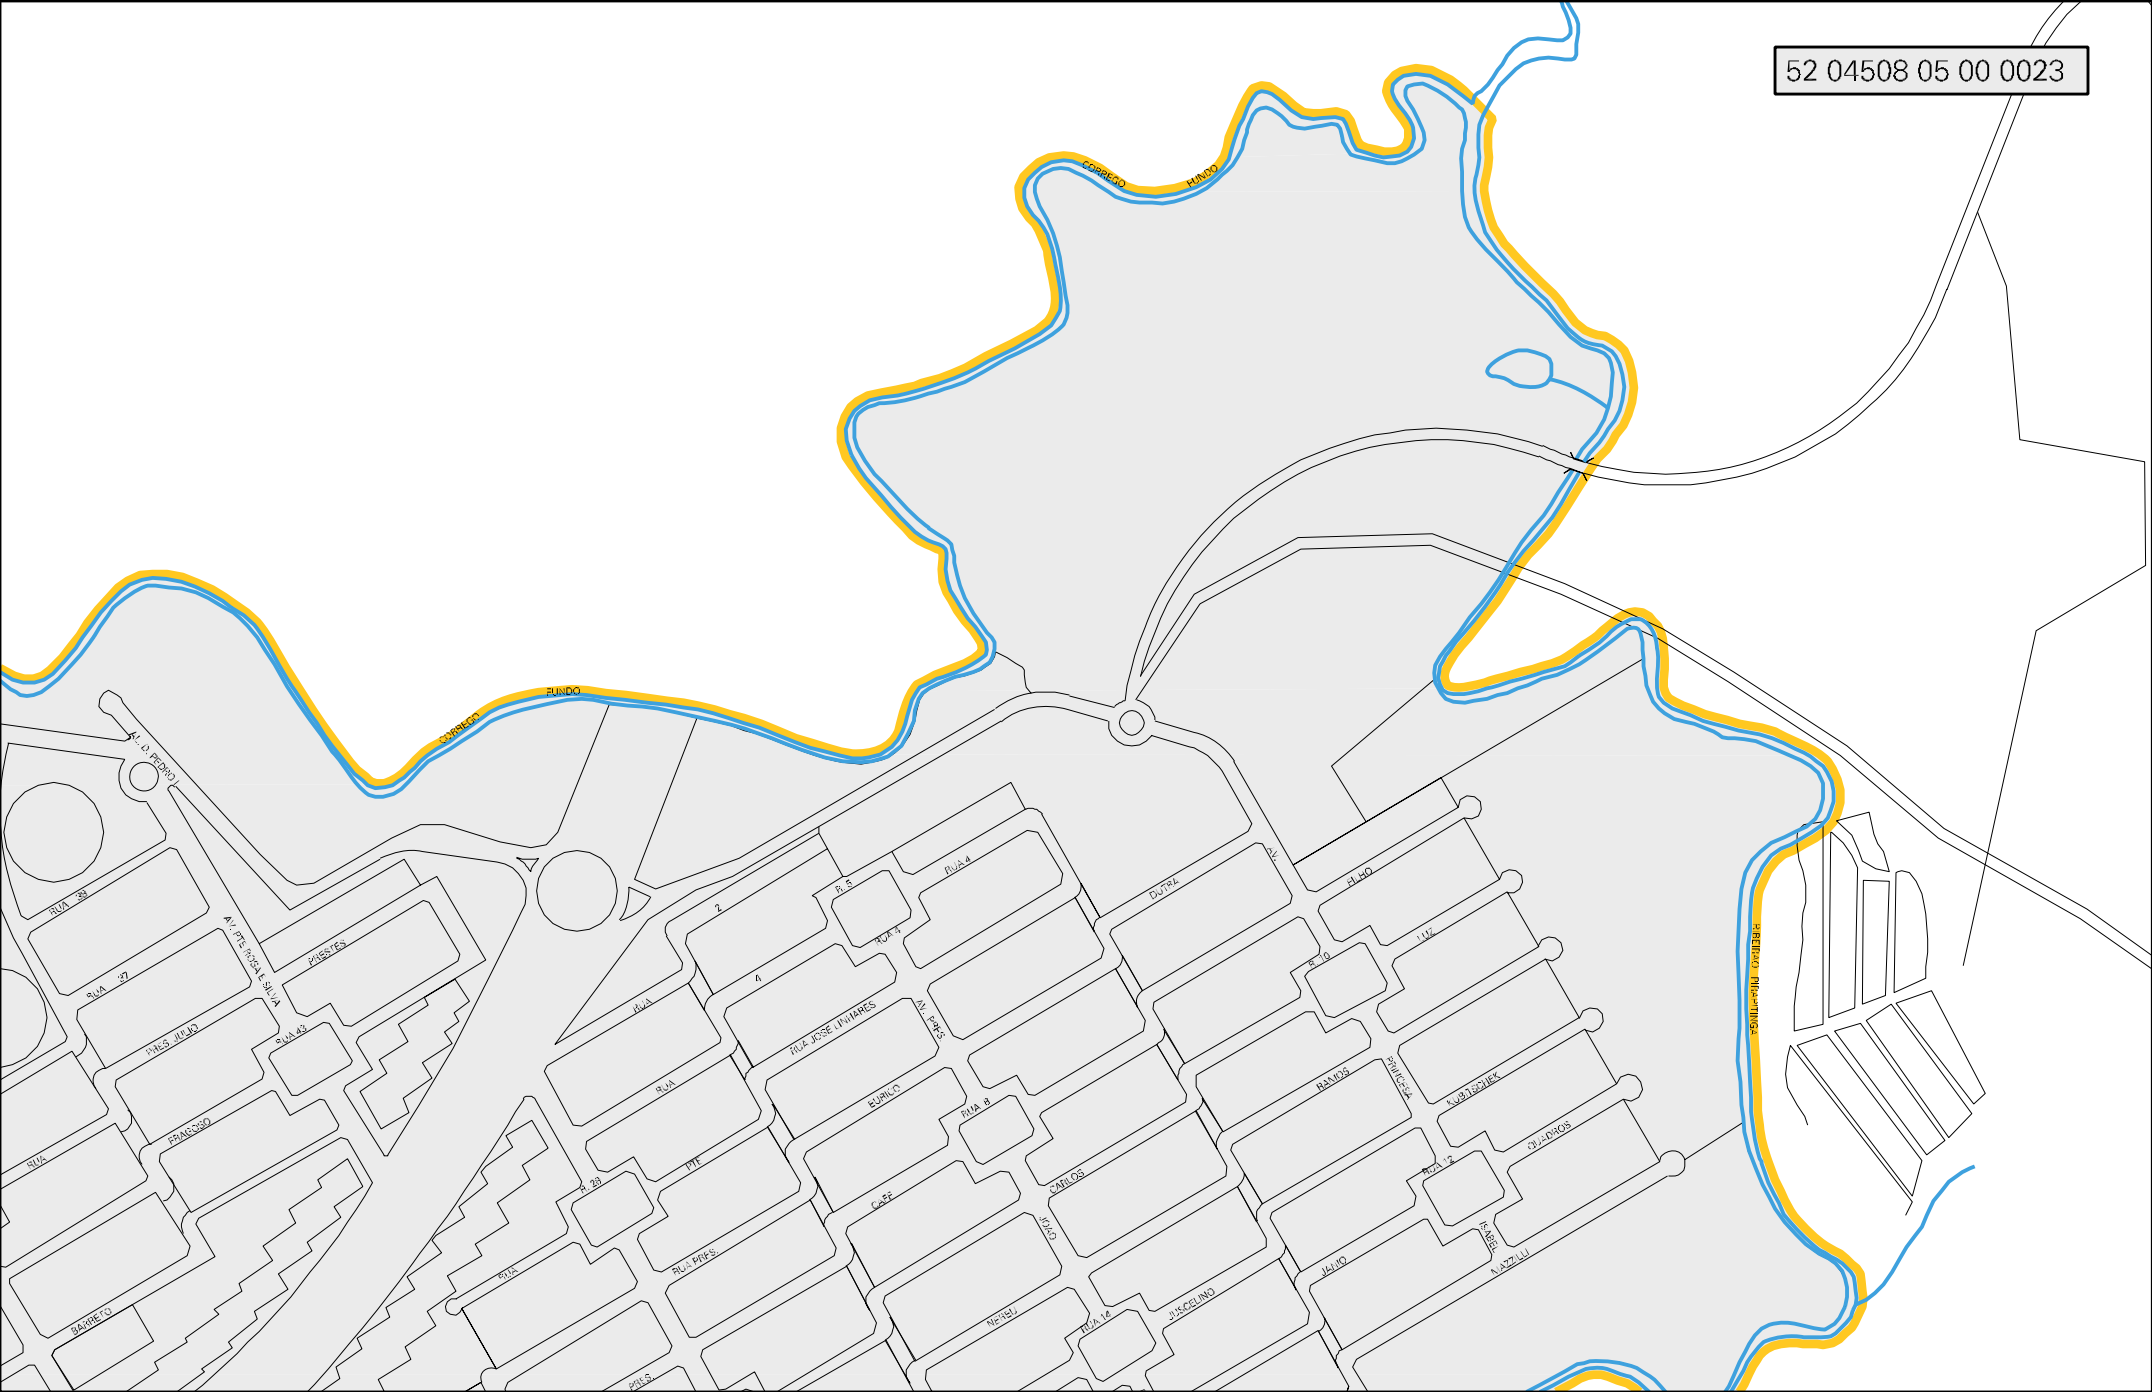 52 04508 05 00 0023
CORREGO
FUNDO
FUNDO
CORREGO
AL. D. PEDRO I
RUA 39
RUA 37
AV. PTE ROSA E SILVA
PRESTES
PRES. JULIO
RUA 43
FRAGOSO
RUA
BARRETO
2
R. 5
RUA 4
RUA 4
4
RUA
RUA JOSE LINHARES
AV. PRES.
RUA
EURICO
RUA 8
PTE
R. 28
CAFE
CARLOS
JOAO
RUA PRES.
RUA
NEREU
RUA 14
JUSCELINO
PRES.
AV.
DUTRA
FILHO
LUZ
R. 10
RAMOS
PRINCESA
KUBITSCHEK
QUADROS
RUA 12
ISABEL
JANIO
MAZZILLI
RIBEIRAO PIRAPITINGA